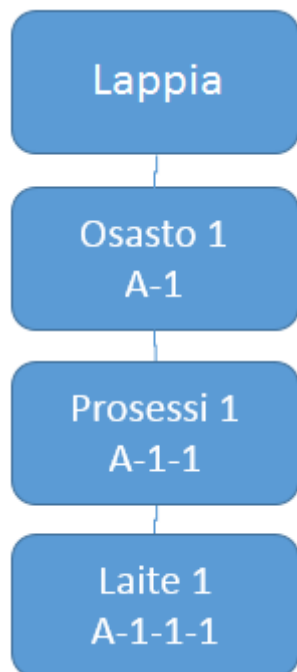 Lappia
Osasto 1
A-1
Prosessi 1
A-1-1
Laite 1
A-1-1-1